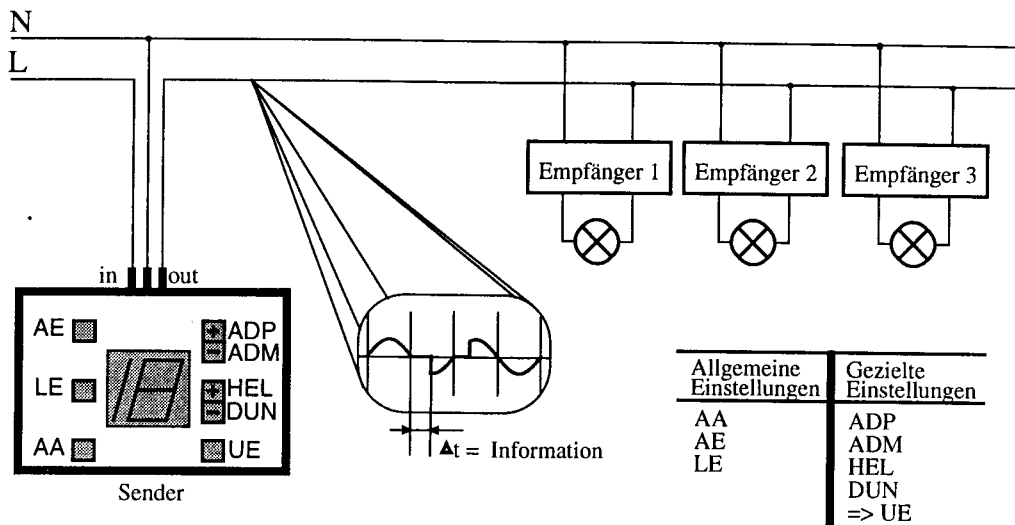 N
L
Empfänger 1
Empfänger 2
Empfänger 3
in
out
AE
+ ADP
- ADM
LE
18
+ HEL
- DUN
AA
UE
Sender
Δt = Information
Allgemeine Einstellungen
Gezielte Einstellungen
AA
ADP
AE
ADM
LE
HEL
DUN
=> UE